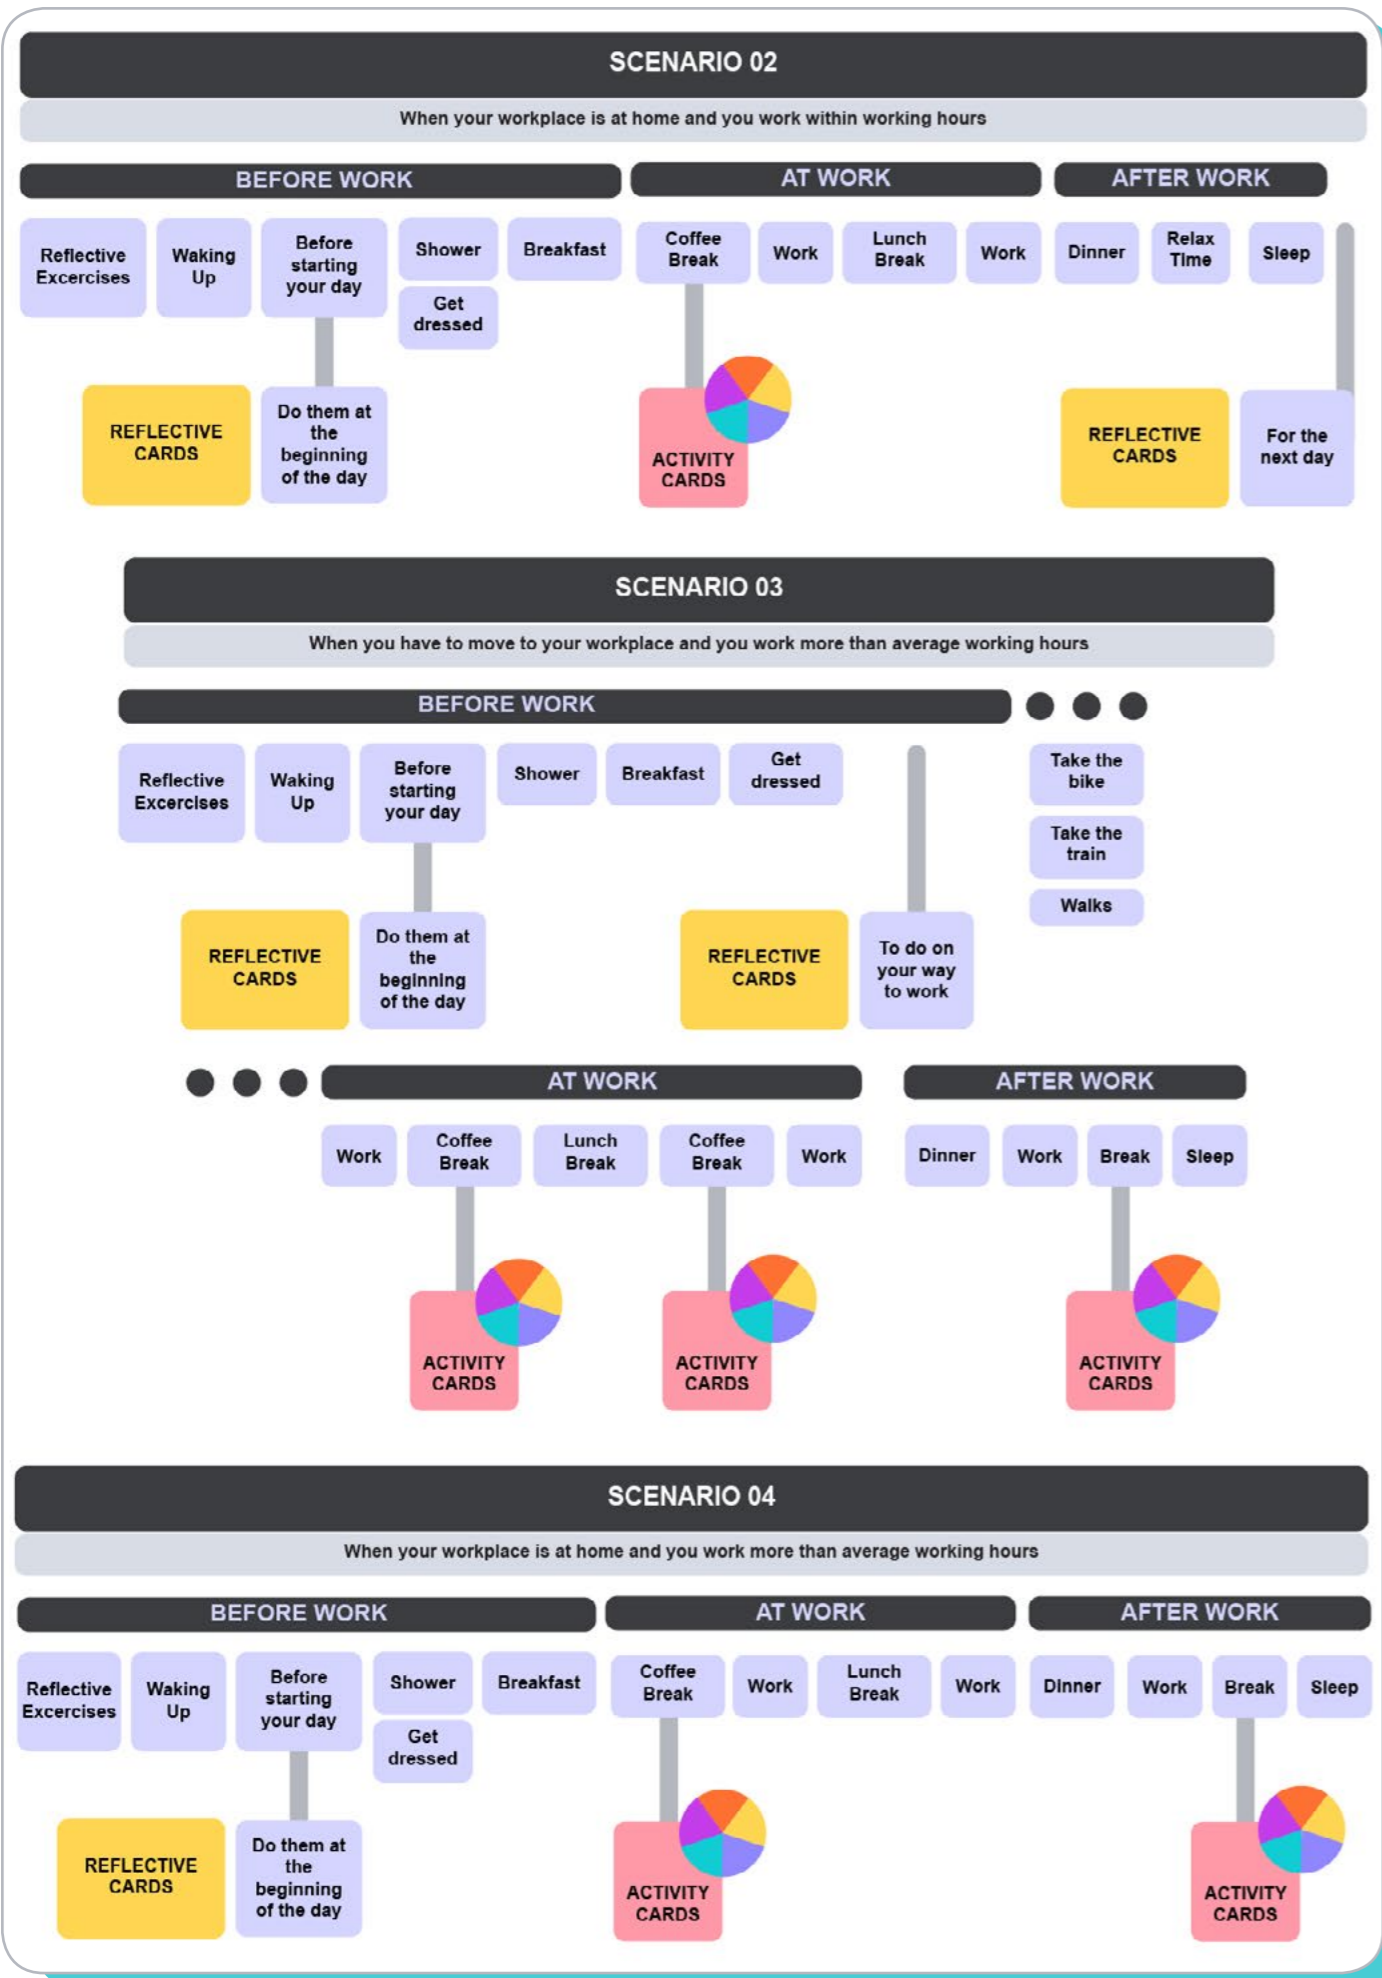 SCENARIO 02
When your workplace is at home and you work within working hours
BEFORE WORK
AT WORK
AFTER WORK
Reflective
Excercises
Waking
Up
Before
starting
your day
Shower
Get
dressed
Breakfast
Coffee
Break
Work
Lunch
Break
Work
Dinner
Relax
Time
Sleep
REFLECTIVE
CARDS
Do them at
the
beginning
of the day
ACTIVITY
CARDS
REFLECTIVE
CARDS
For the
next day
SCENARIO 03
When you have to move to your workplace and you work more than average working hours
BEFORE WORK
Reflective
Excercises
Waking
Up
Before
starting
your day
Shower
Breakfast
Get
dressed
Take the
bike
Take the
train
Walks
REFLECTIVE
CARDS
Do them at
the
beginning
of the day
REFLECTIVE
CARDS
To do on
your way
to work
AT WORK
AFTER WORK
Work
Coffee
Break
Lunch
Break
Coffee
Break
Work
Dinner
Work
Break
Sleep
ACTIVITY
CARDS
ACTIVITY
CARDS
ACTIVITY
CARDS
SCENARIO 04
When your workplace is at home and you work more than average working hours
BEFORE WORK
AT WORK
AFTER WORK
Reflective
Excercises
Waking
Up
Before
starting
your day
Shower
Get
dressed
Breakfast
Coffee
Break
Work
Lunch
Break
Work
Dinner
Work
Break
Sleep
REFLECTIVE
CARDS
Do them at
the
beginning
of the day
ACTIVITY
CARDS
ACTIVITY
CARDS